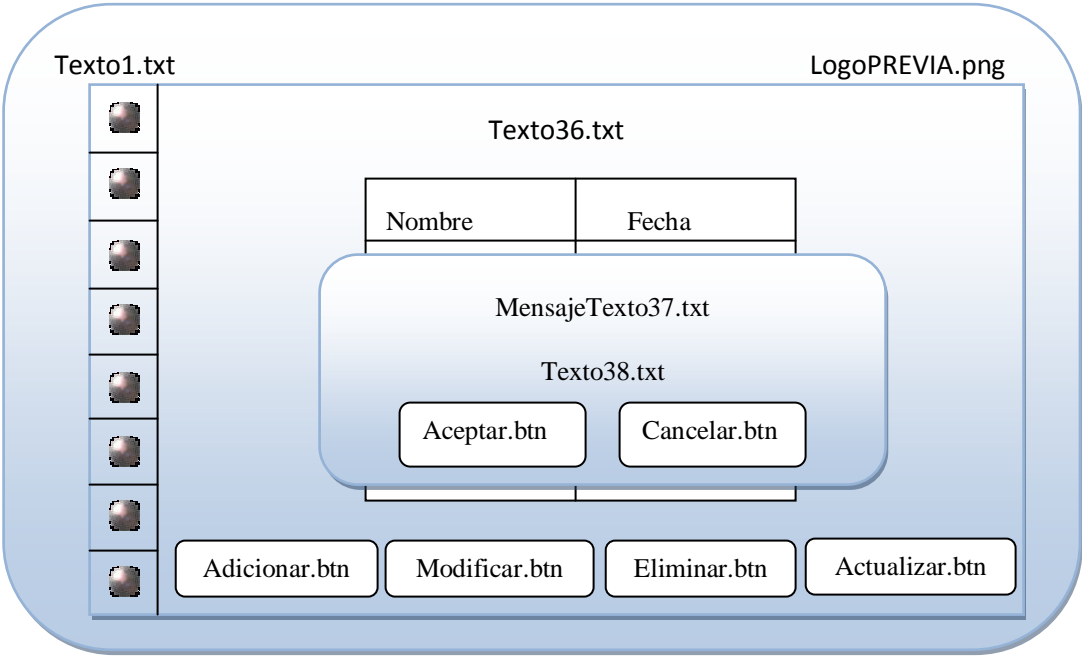 Texto1.txt LogoPREVIA.png
Texto36.txt
Nombre Fecha
MensajeTexto37.txt
Texto38.txt
Aceptar.btn Cancelar.btn
Adicionar.btn Modificar.btn Eliminar.btn Actualizar.btn